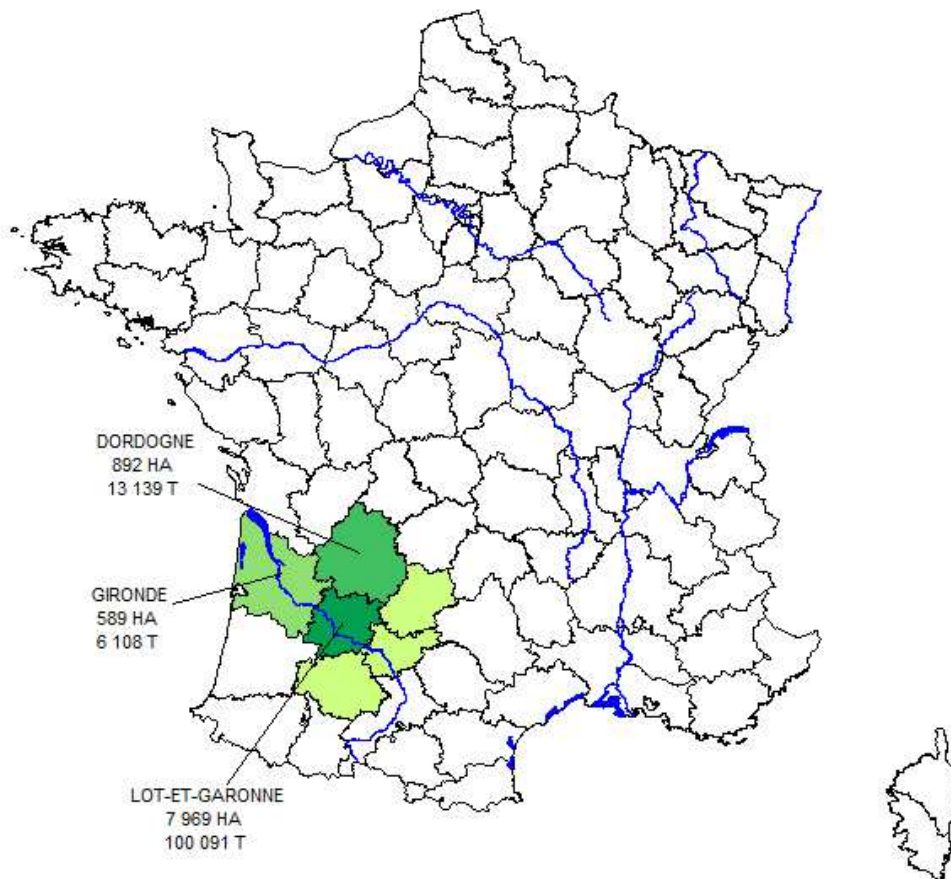 DORDOGNE
892 HA
13 139 T
GIRONDE
589 HA
6 108 T
LOT-ET-GARONNE
7 969 HA
100 091 T